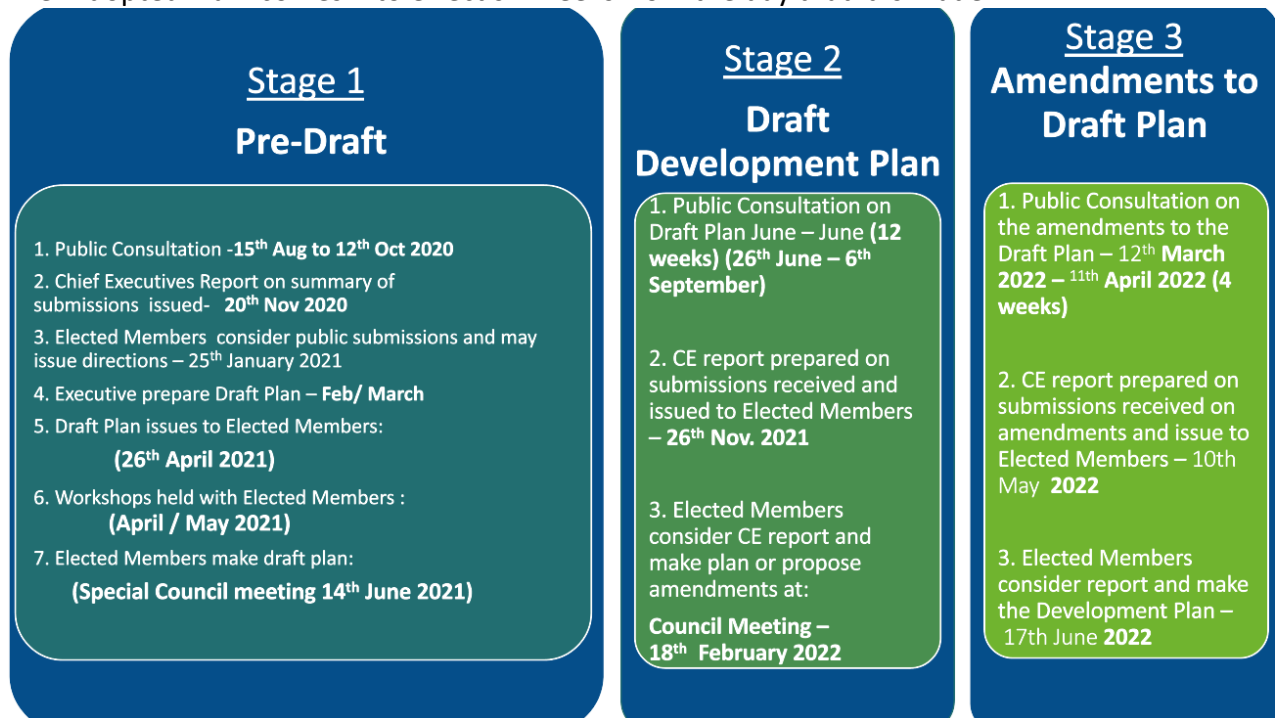 Stage 1
Pre-Draft
1. Public Consultation -15th Aug to 12th Oct 2020
2. Chief Executives Report on summary of
submissions issued- 20th Nov 2020
3. Elected Members consider public submissions and may
issue directions – 25th January 2021
4. Executive prepare Draft Plan – Feb/ March
5. Draft Plan issues to Elected Members:
(26th April 2021)
6. Workshops held with Elected Members :
(April / May 2021)
7. Elected Members make draft plan:
(Special Council meeting 14th June 2021)
Stage 2
Draft
Development Plan
1. Public Consultation on
Draft Plan June – June (12
weeks) (26th June – 6th
September)
2. CE report prepared on
submissions received and
issued to Elected Members
– 26th Nov. 2021
3. Elected Members
consider CE report and
make plan or propose
amendments at:
Council Meeting –
18th February 2022
Stage 3
Amendments to
Draft Plan
1. Public Consultation on
the amendments to the
Draft Plan – 12th March
2022 – 11th April 2022 (4
weeks)
2. CE report prepared on
submissions received on
amendments and issue to
Elected Members – 10th
May 2022
3. Elected Members
consider report and make
the Development Plan –
17th June 2022